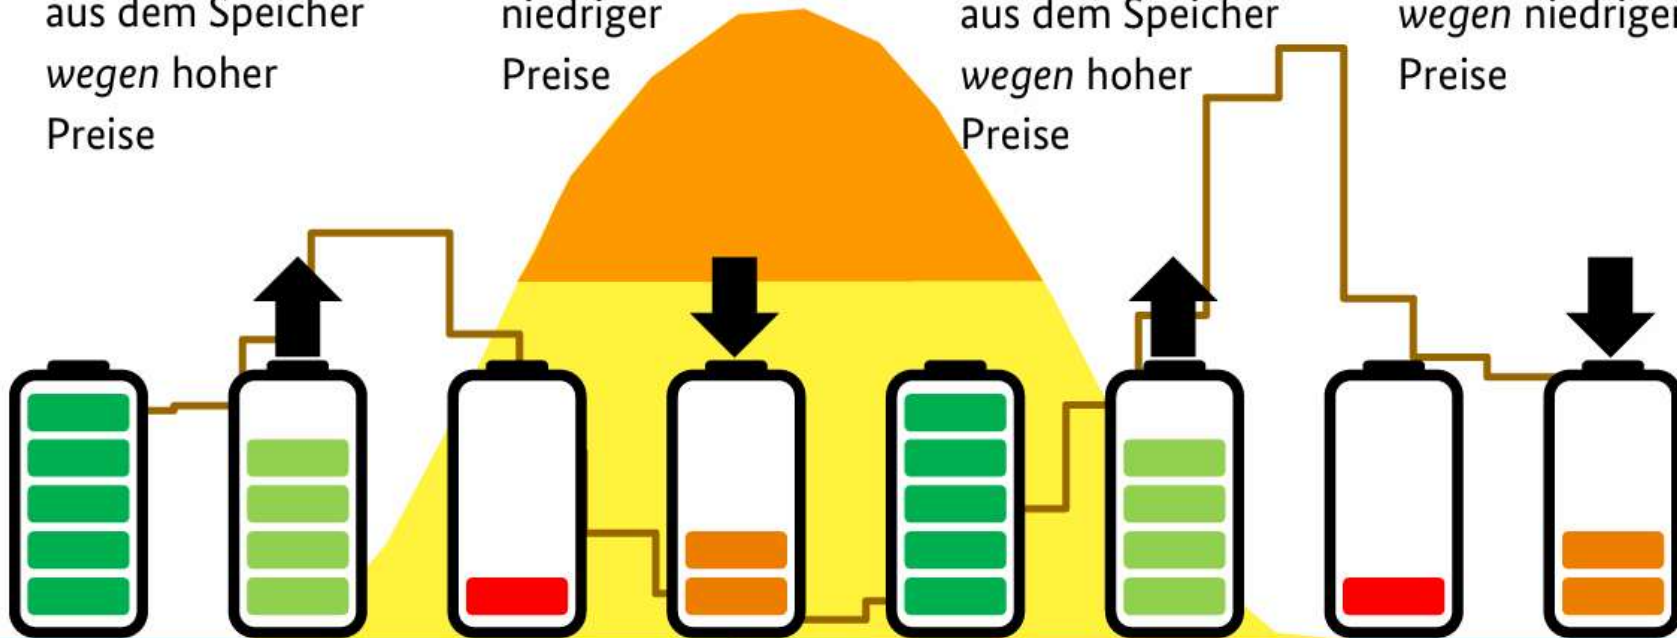 aus dem Speicher
wegen hoher
Preise
niedriger
Preise
aus dem Speicher
wegen hoher
Preise
wegen niedriger
Preise